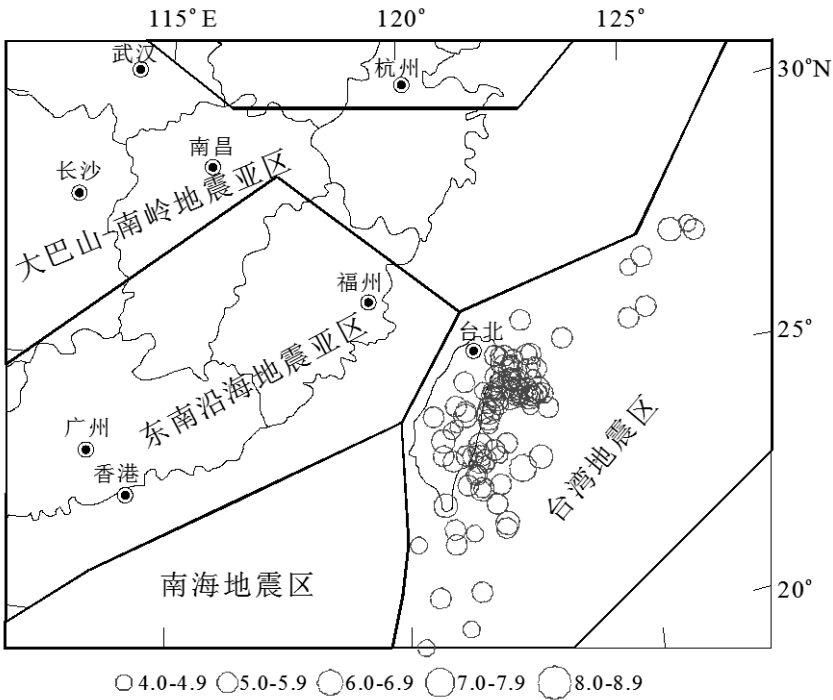 115° E 120° 125°
武汉
杭州
30°N
南昌
长沙
大巴山-南岭地震亚区
福州
25°
台北
东南沿海地震亚区
广州
台湾地震区
香港
南海地震区
20°
4.0-4.9 5.0-5.9 6.0-6.9 7.0-7.9 8.0-8.9